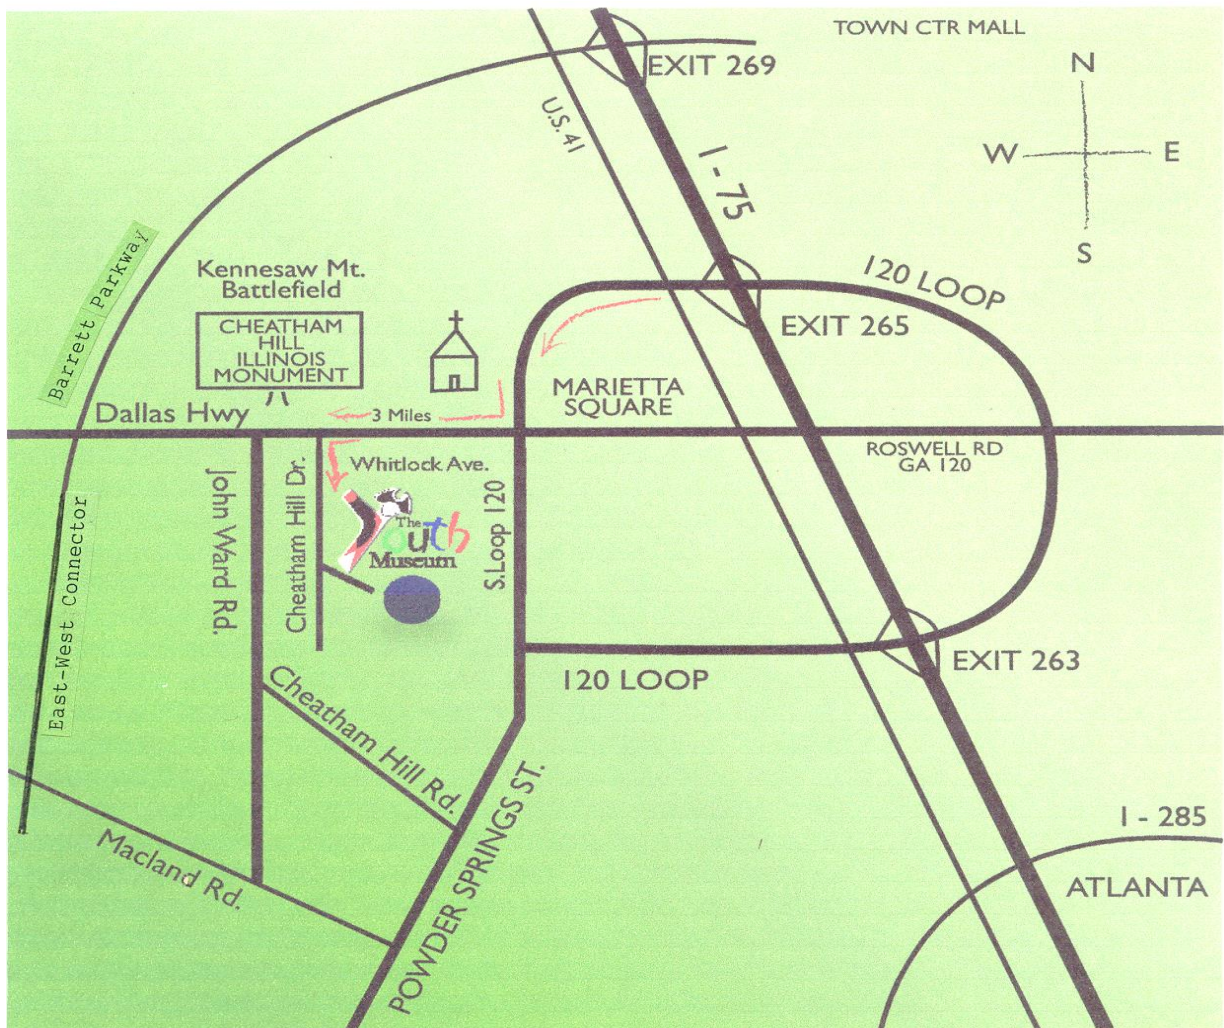 TOWN CTR MALL
EXIT 269
N
W
E
S
U.S. 41
I - 75
120 LOOP
Barrett Parkway
Kennesaw Mt.
Battlefield
CHEATHAM
HILL
ILLINOIS
MONUMENT
EXIT 265
MARIETTA
SQUARE
Dallas Hwy
3 Miles
ROSWELL RD
GA 120
Whitlock Ave.
John Ward Rd.
Cheatham Hill Dr.
The
Youth
Museum
S.Loop 120
East-West Connector
EXIT 263
120 LOOP
Cheatham Hill Rd.
POWDER SPRINGS ST.
Macland Rd.
I - 285
ATLANTA